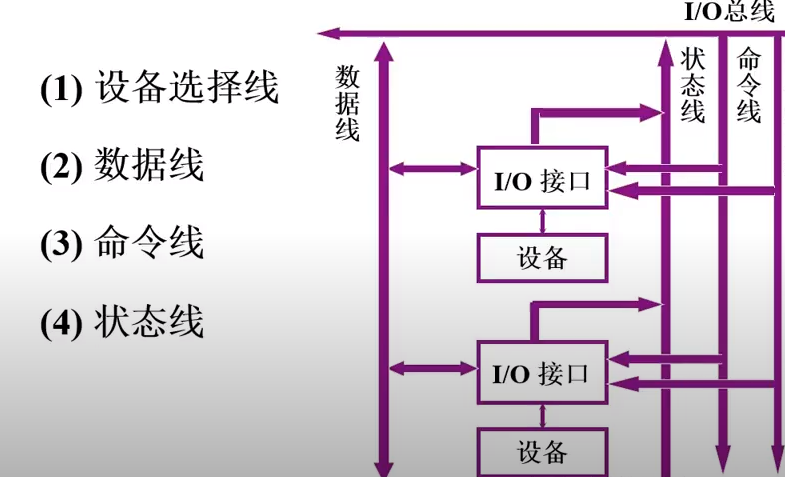 I/O总线
(1) 设备选择线
(2) 数据线
(3) 命令线
(4) 状态线
数据线
状态线
命令线
I/O 接口
设备
I/O 接口
设备